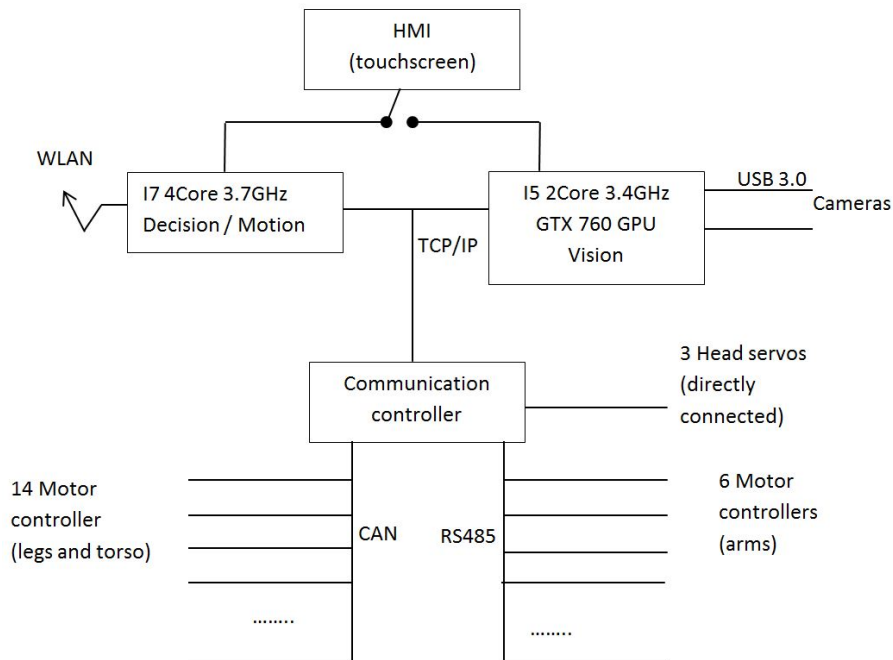 HMI
(touchscreen)
WLAN
I7 4Core 3.7GHz
Decision / Motion
I5 2Core 3.4GHz
GTX 760 GPU
Vision
USB 3.0
Cameras
TCP/IP
Communication
controller
3 Head servos
(directly
connected)
14 Motor
controller
(legs and torso)
CAN
RS485
6 Motor
controllers
(arms)
........
........